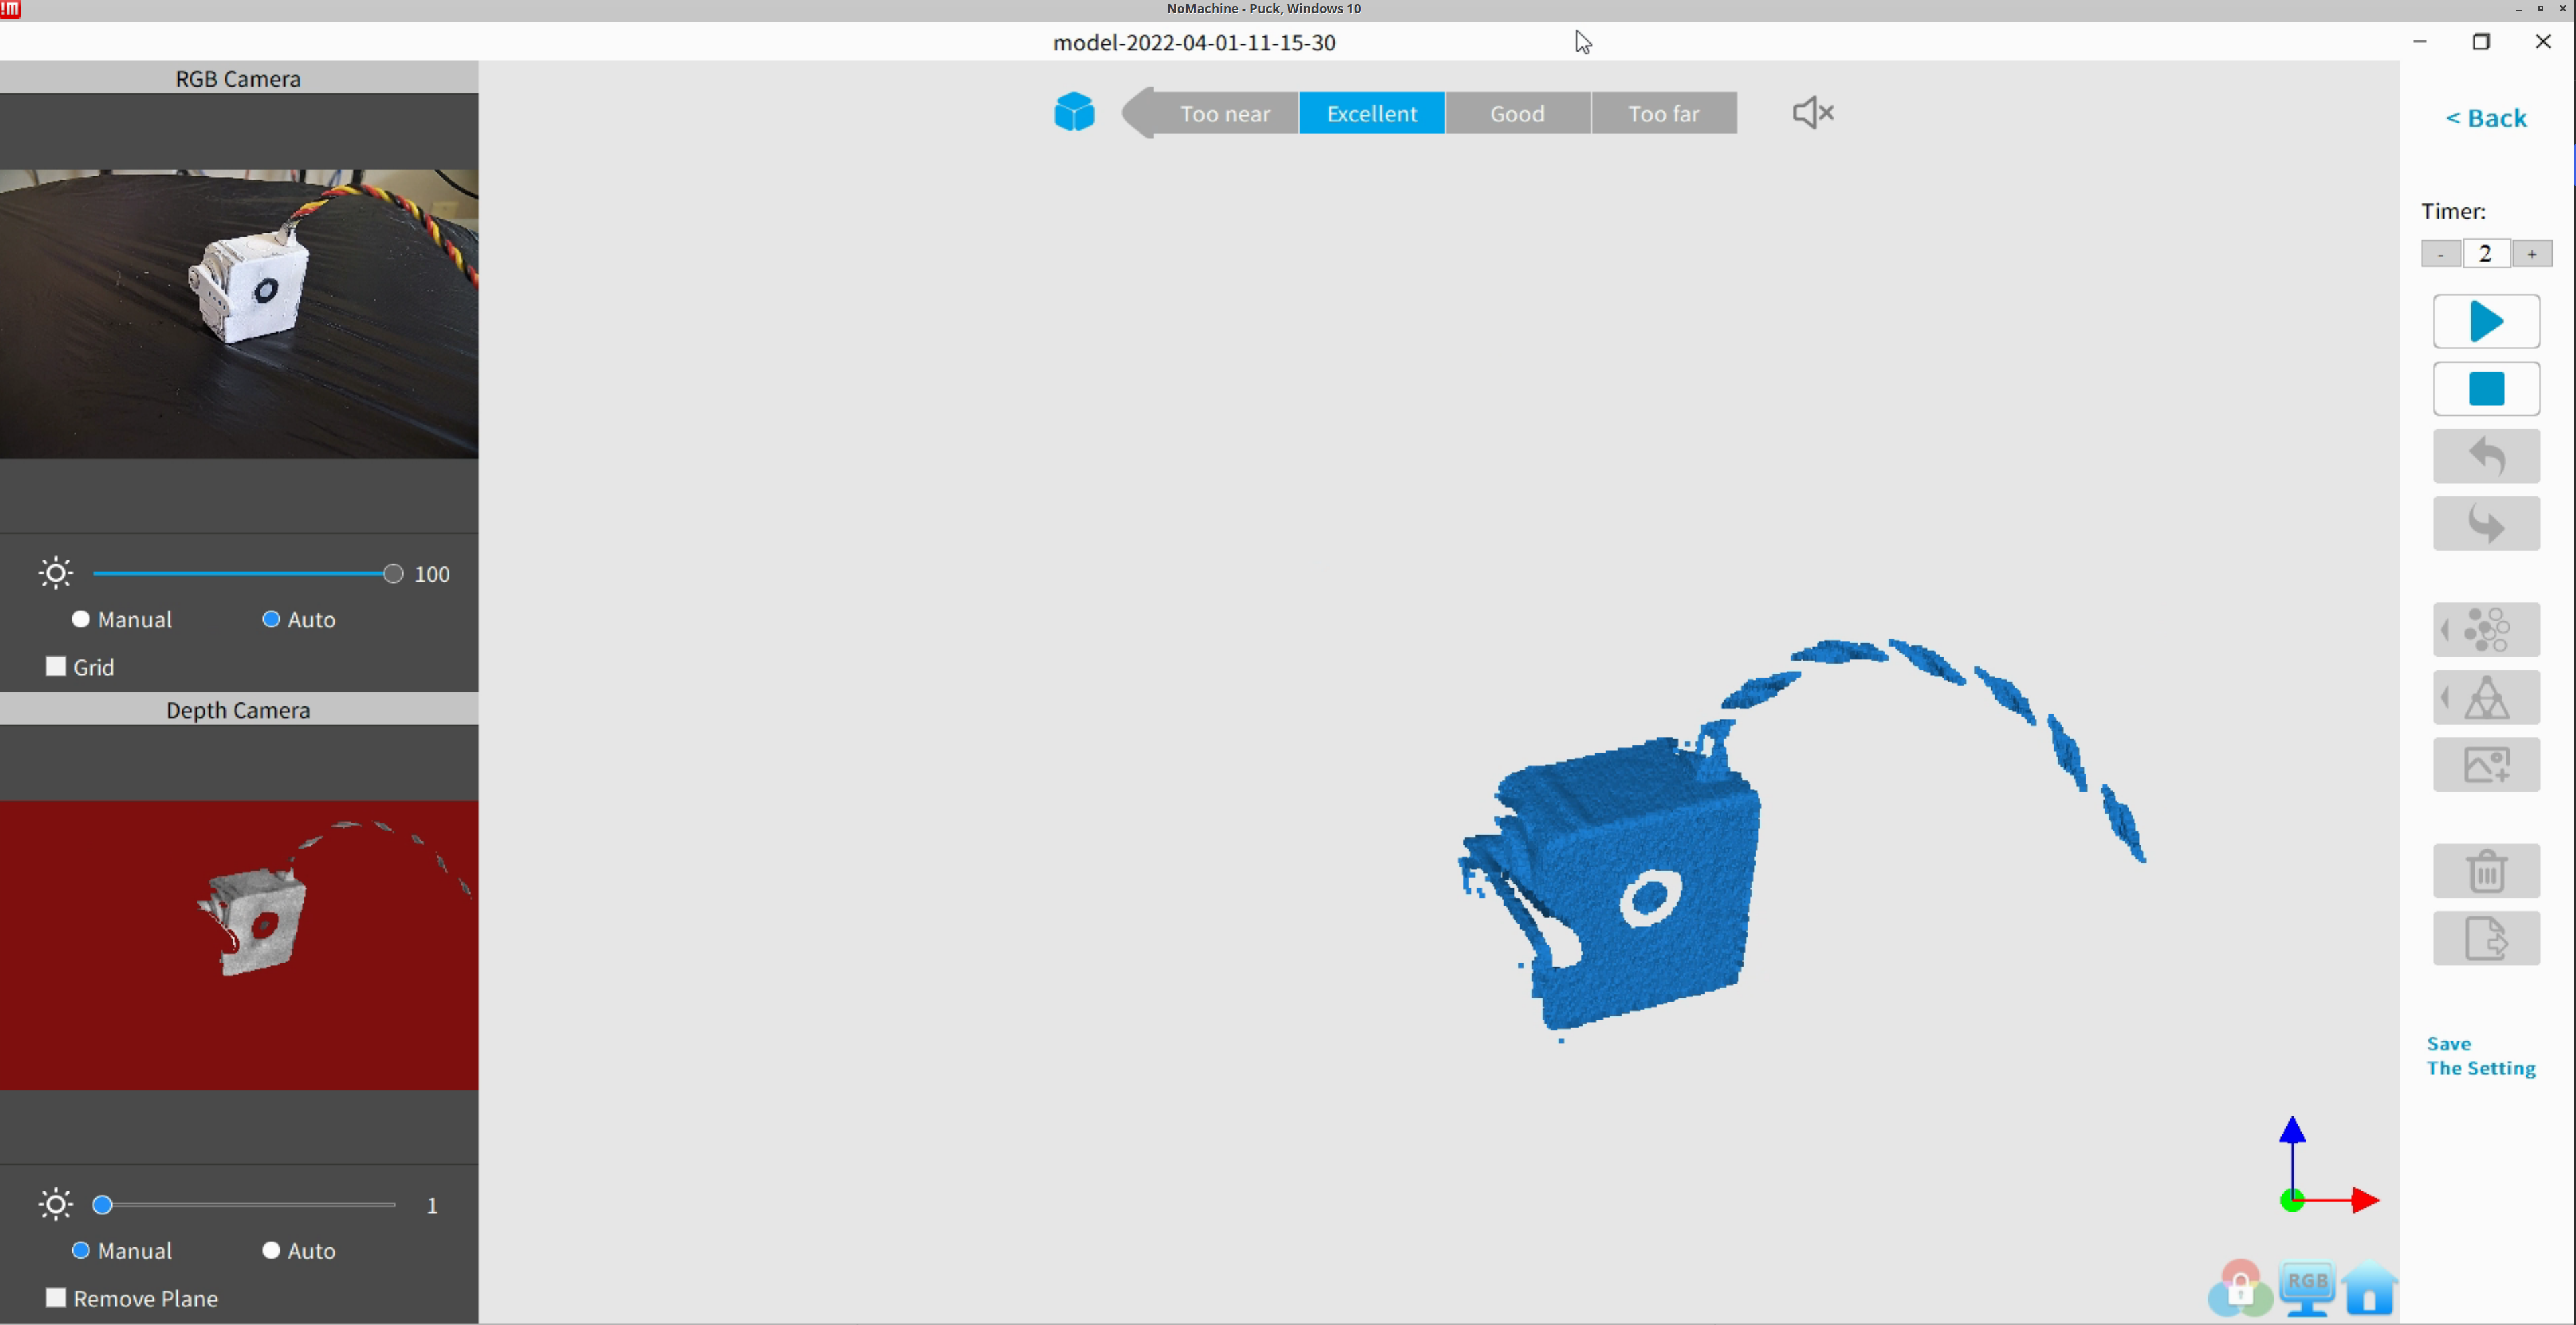 !m
NoMachine - Puck, Windows 10
model-2022-04-01-11-15-30
RGB Camera
Too near
Excellent
Good
Too far
< Back
Timer:
- 2 +
100
Manual
Auto
Grid
Depth Camera
1
Manual
Auto
Remove Plane
Save
The Setting
RGB